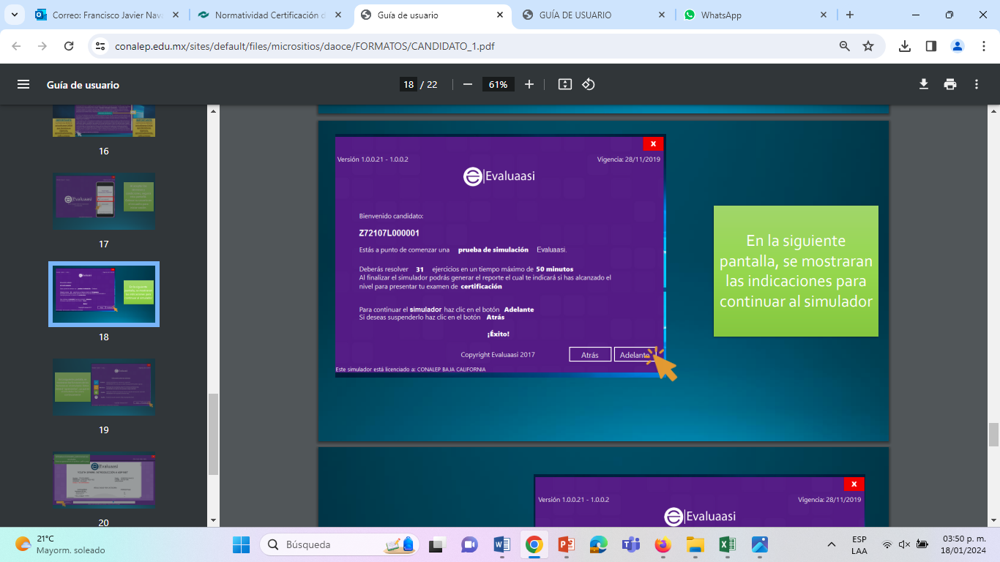 Correo: Francisco Javier Nava
Normatividad Certificación d
Guía de usuario
GUÍA DE USUARIO
WhatsApp
conalep.edu.mx/sites/default/files/micrositios/daoce/FORMATOS/CANDIDATO_1.pdf
Guía de usuario
18 / 22
61%
16
17
18
19
20
X
Versión 1.0.0.21 - 1.0.0.2
Vigencia: 28/11/2019
e|Evaluaasi
Bienvenido candidato:
Z72107L000001
Estás a punto de comenzar una prueba de simulación Evaluaasi.
Deberás resolver 31 ejercicios en un tiempo máximo de 50 minutos
Al finalizar el simulador podrás generar el reporte el cual te indicará si has alcanzado el
nivel para presentar tu examen de certificación
Para continuar el simulador haz clic en el botón Adelante
Si deseas suspenderlo haz clic en el botón Atrás
¡Éxito!
Copyright Evaluaasi 2017
Atrás
Adelante
Este simulador está licenciado a: CONALEP BAJA CALIFORNIA
En la siguiente
pantalla, se mostraran
las indicaciones para
continuar al simulador
X
Versión 1.0.0.21 - 1.0.0.2
Vigencia: 28/11/2019
e|Evaluaasi
21°C
Mayorm. soleado
Búsqueda
ESP
LAA
03:50 p. m.
18/01/2024